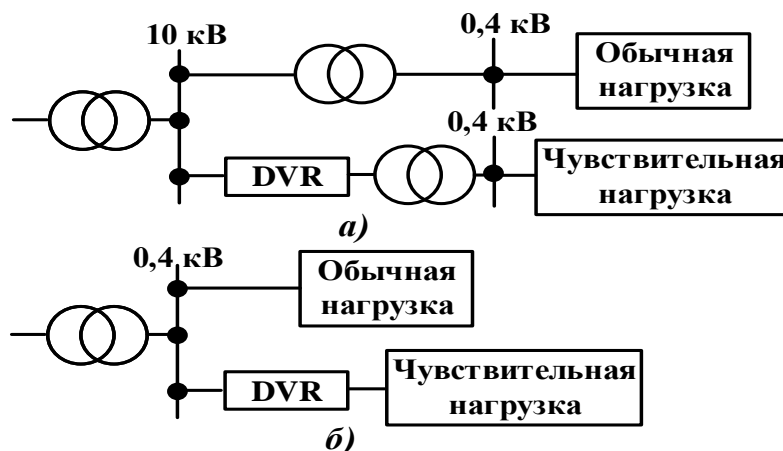 10 кВ
0,4 кВ
Обычная
нагрузка
0,4 кВ
DVR
Чувствительная
нагрузка
а)
0,4 кВ
Обычная
нагрузка
DVR
Чувствительная
нагрузка
б)